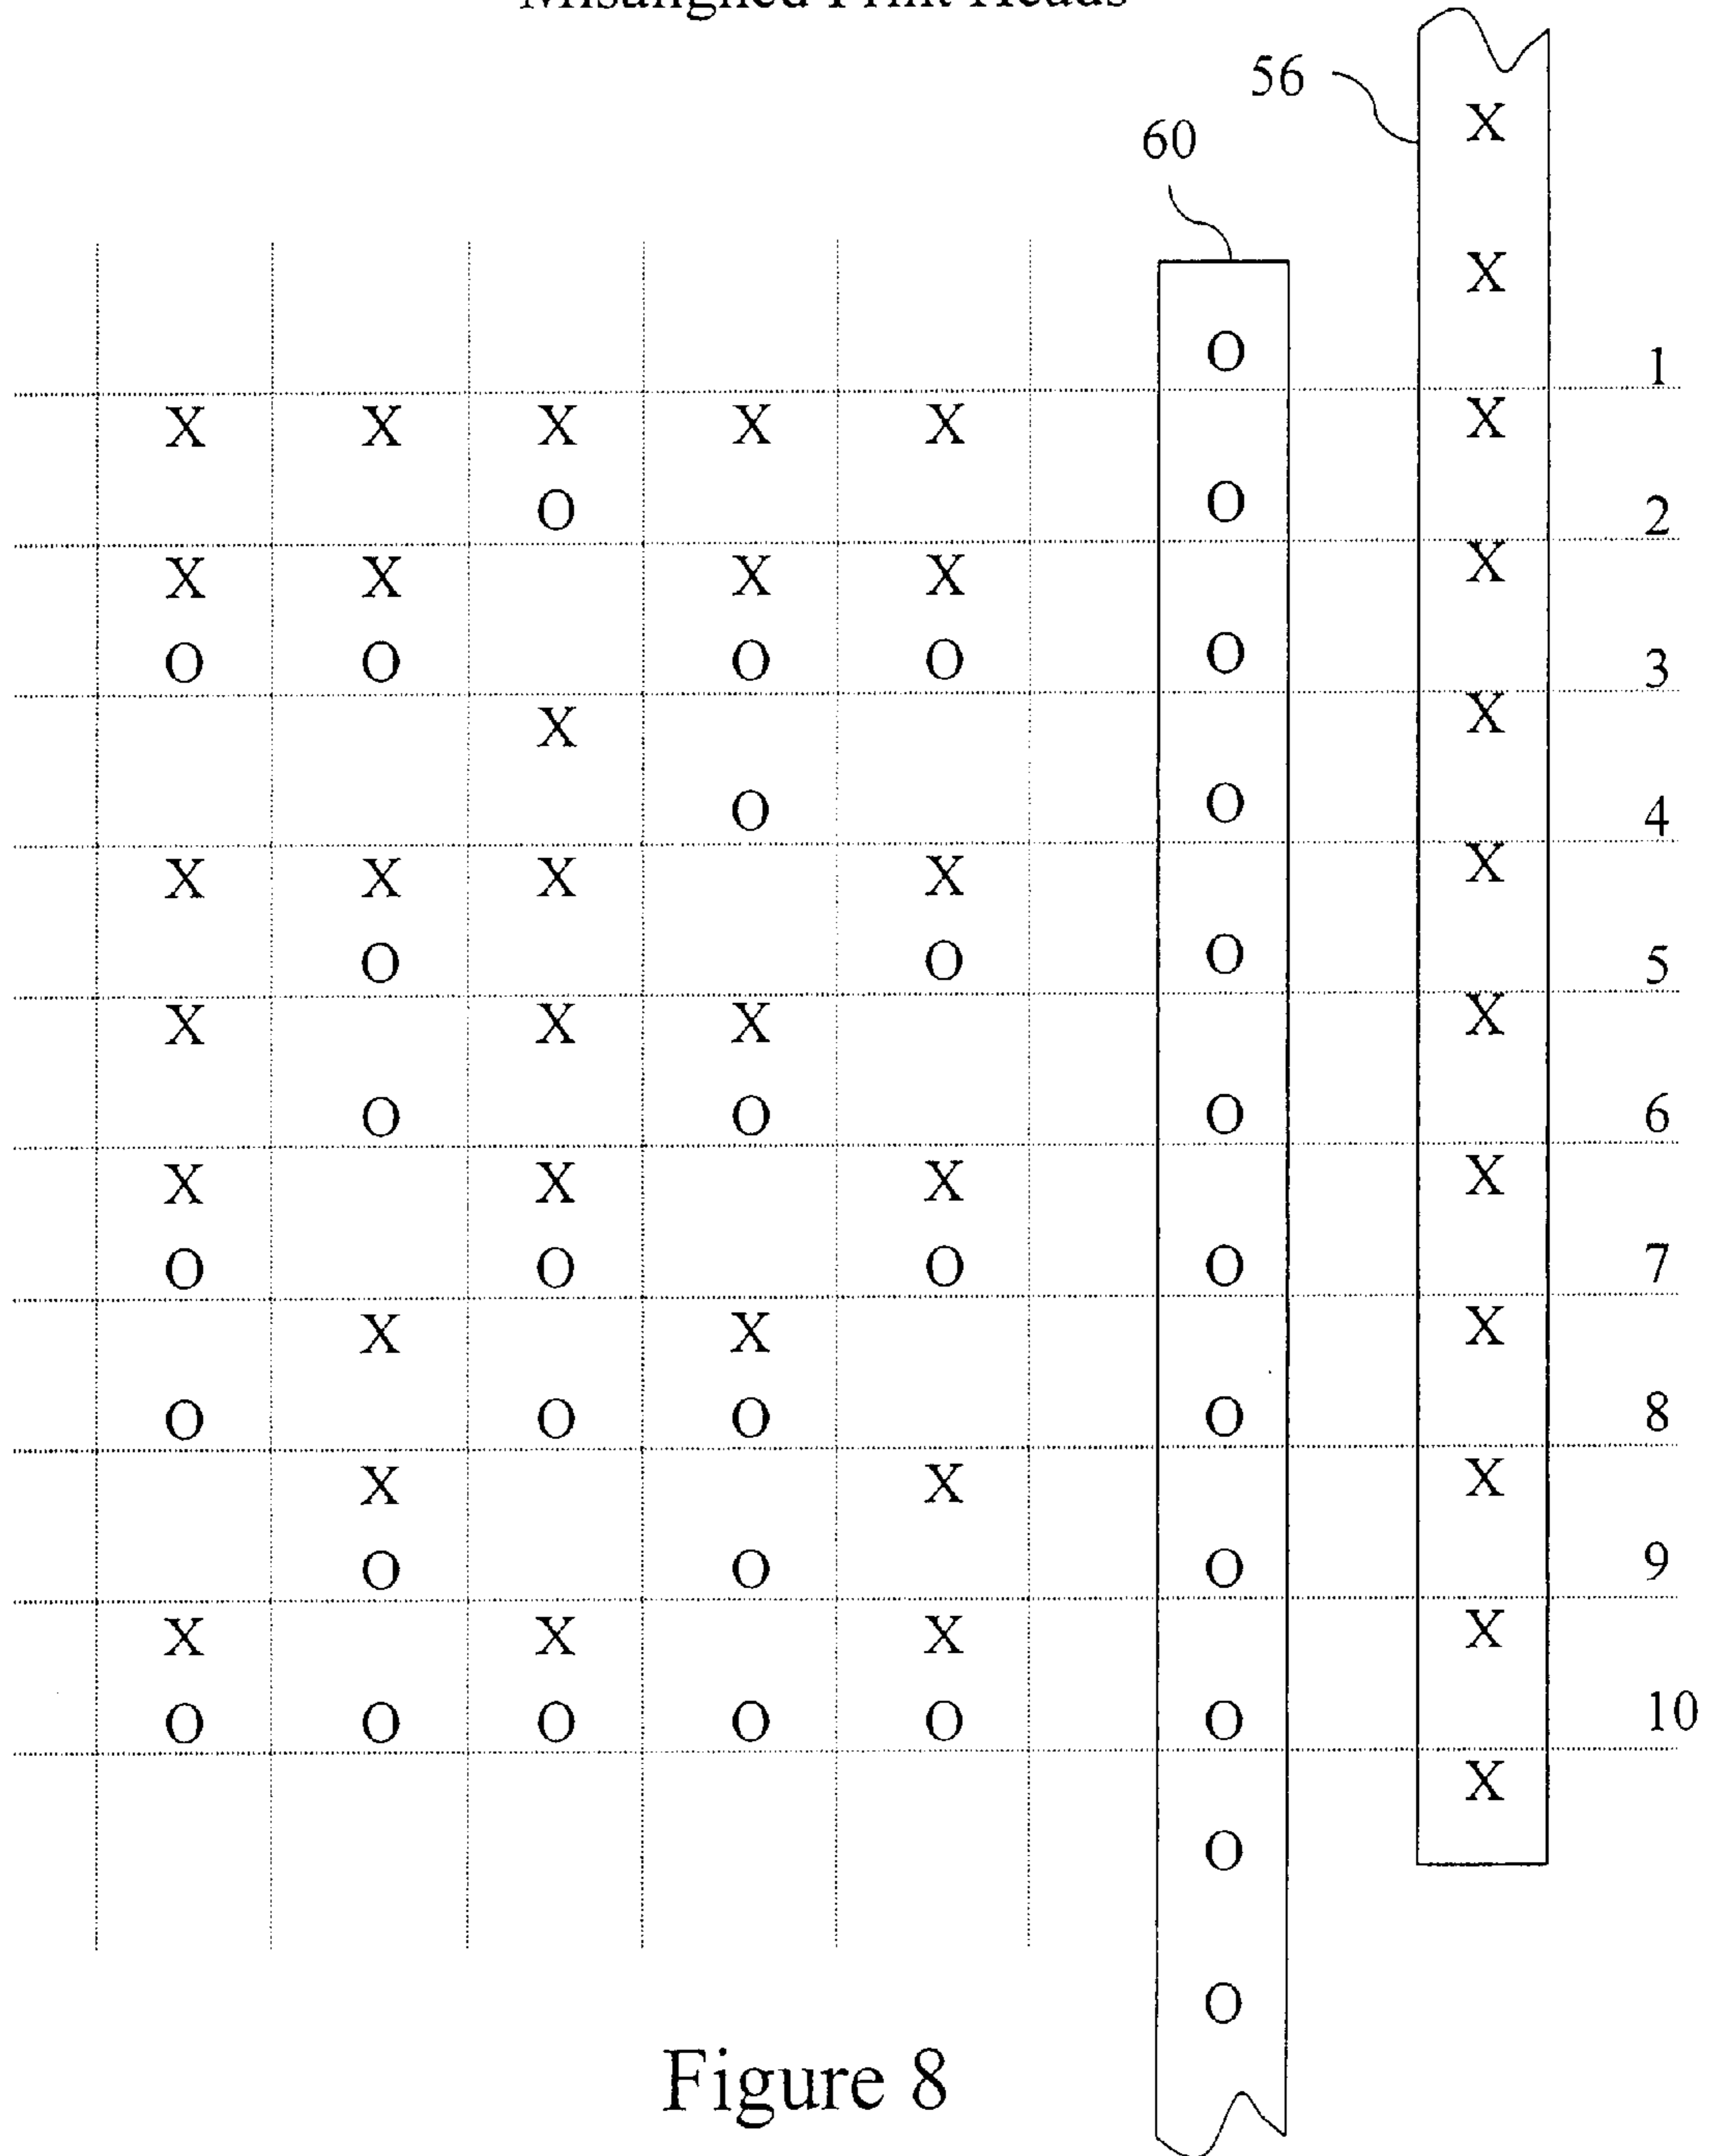 Misaligned Print Heads
56
X
60
X
O 1
X X X X X X
O O 2
X X X X X
O O O O O 3
X X
O O 4
X X X X X
O O O 5
X X X X
O O O 6
X X X X
O O O O 7
X X X
O O O O 8
X X X
O O O 9
X X X X
O O O O O O 10
X
O
O
Figure 8